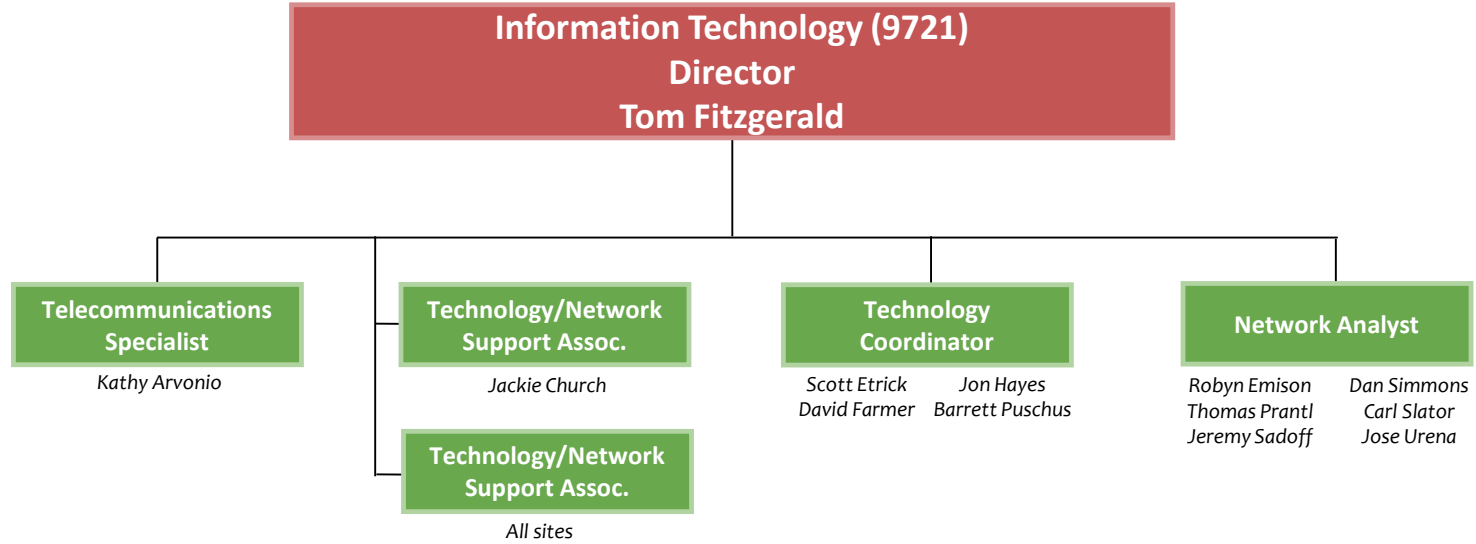 Information Technology (9721)
Director
Tom Fitzgerald
Telecommunications
Specialist
Kathy Arvonio
Technology/Network
Support Assoc.
Jackie Church
Technology/Network
Support Assoc.
All sites
Technology
Coordinator
Scott Etrick Jon Hayes
David Farmer Barrett Puschus
Network Analyst
Robyn Emison Dan Simmons
Thomas Prantl Carl Slator
Jeremy Sadoff Jose Urena